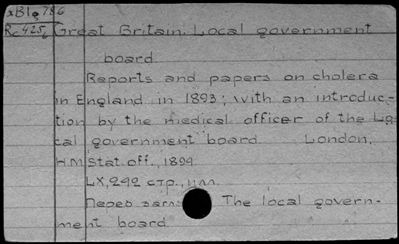 xB1 786
R 425 Great Britain. Local government
board.
Reports and papers on cholera
in England in 1893; with an introduc-
tion by the medical officer of the Lo-
cal government board. London,
H.M. Stat. off., 1894
LX, 292 стр., илл.
Перед загл. The local govern-
ment board.